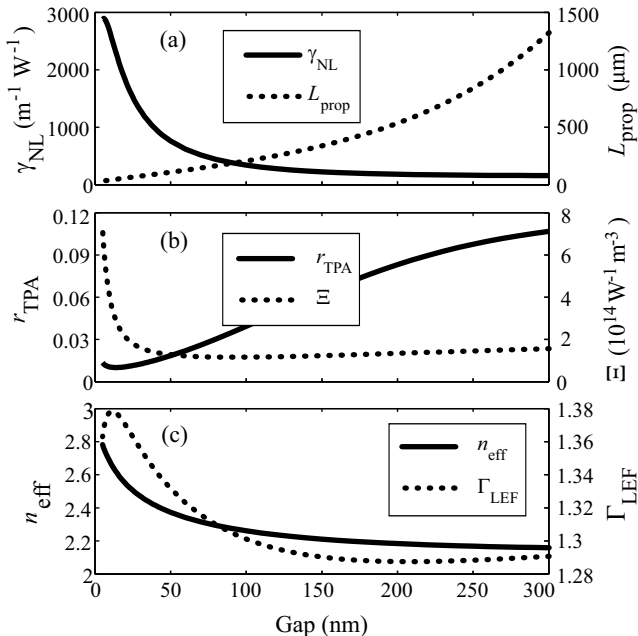 3000
2000
1000
0
γNL (m-1 W-1)
(a)
γNL
Lprop
1500
1000
500
0
Lprop (μm)
0.12
0.09
0.06
0.03
0
rTPA
(b)
rTPA
Ξ
8
6
4
2
0
Ξ (10^14 W-1 m-3)
3
2.8
2.6
2.4
2.2
2
neff
(c)
neff
ΓLEF
1.38
1.36
1.34
1.32
1.3
1.28
ΓLEF
0 50 100 150 200 250 300
Gap (nm)